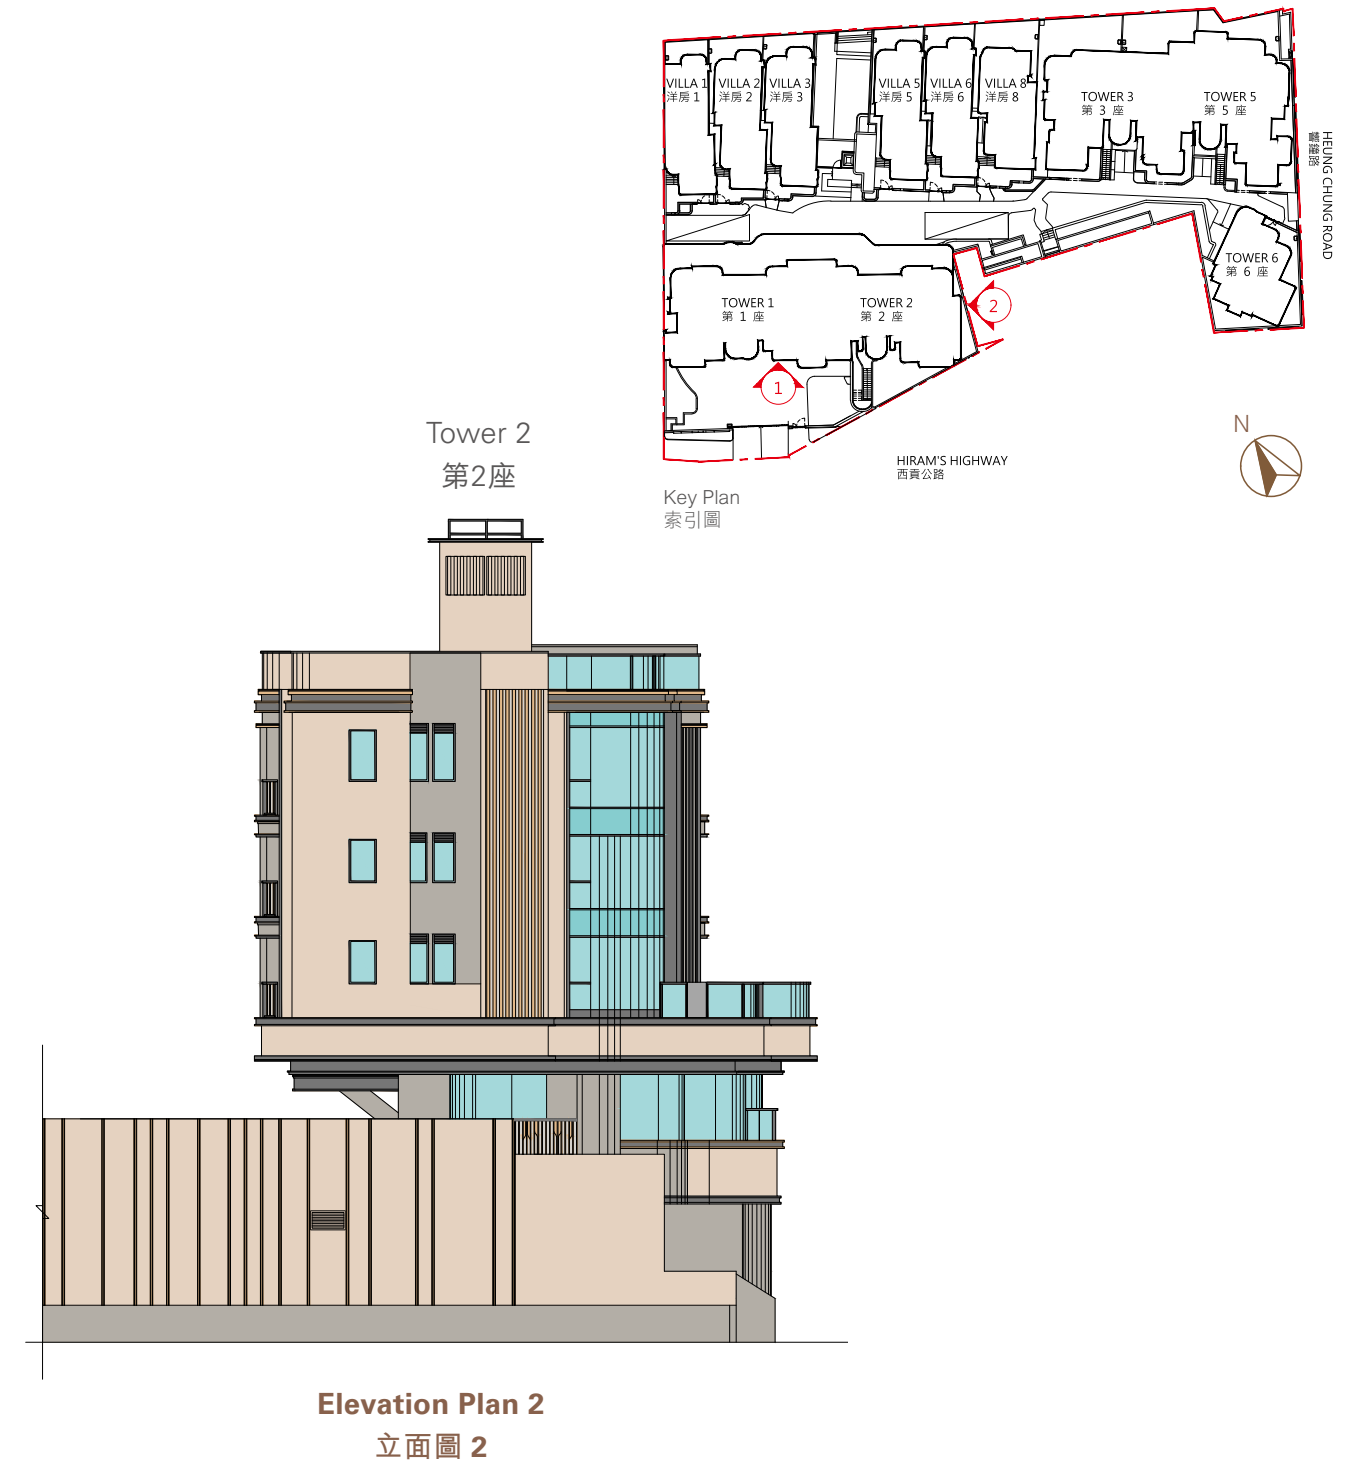 VILLA 1
洋房 1
VILLA 2
洋房 2
VILLA 3
洋房 3
VILLA 5
洋房 5
VILLA 6
洋房 6
VILLA 8
洋房 8
TOWER 3
第 3 座
TOWER 5
第 5 座
HEUNG CHUNG ROAD
響鐘路
TOWER 6
第 6 座
TOWER 1
第 1 座
TOWER 2
第 2 座
2
1
HIRAM'S HIGHWAY
西貢公路
N
Key Plan
索引圖
Tower 2
第2座
Elevation Plan 2
立面圖 2